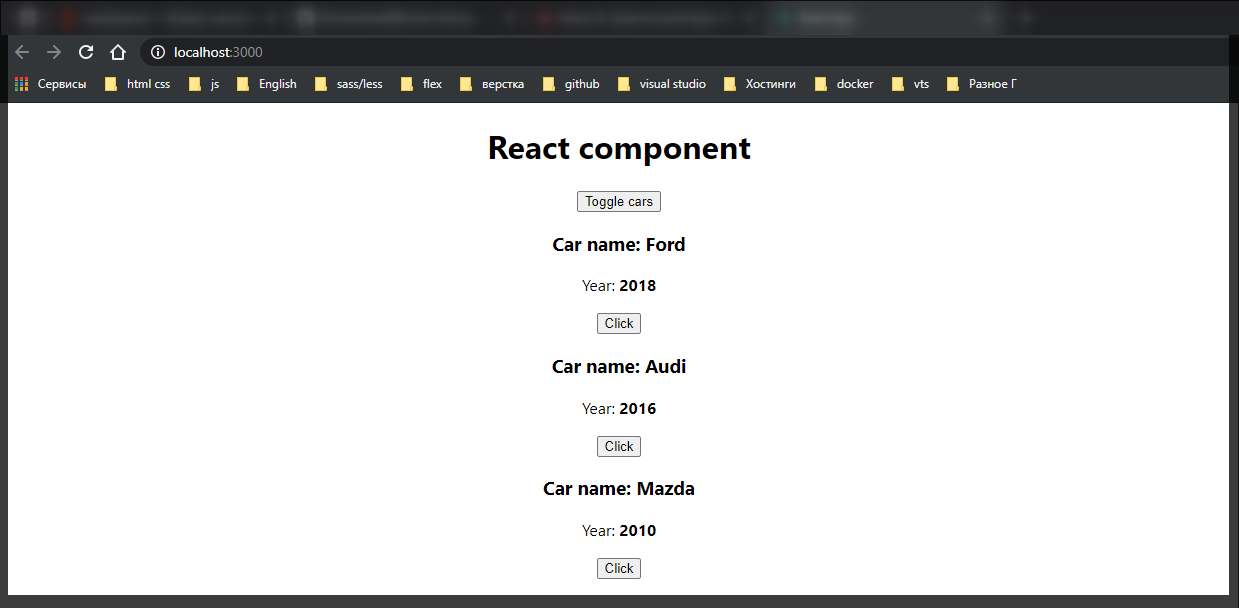 localhost:3000
Сервисы html css js English sass/less flex верстка github visual studio Хостинги docker vts Разное Г
React component
Toggle cars
Car name: Ford
Year: 2018
Click
Car name: Audi
Year: 2016
Click
Car name: Mazda
Year: 2010
Click